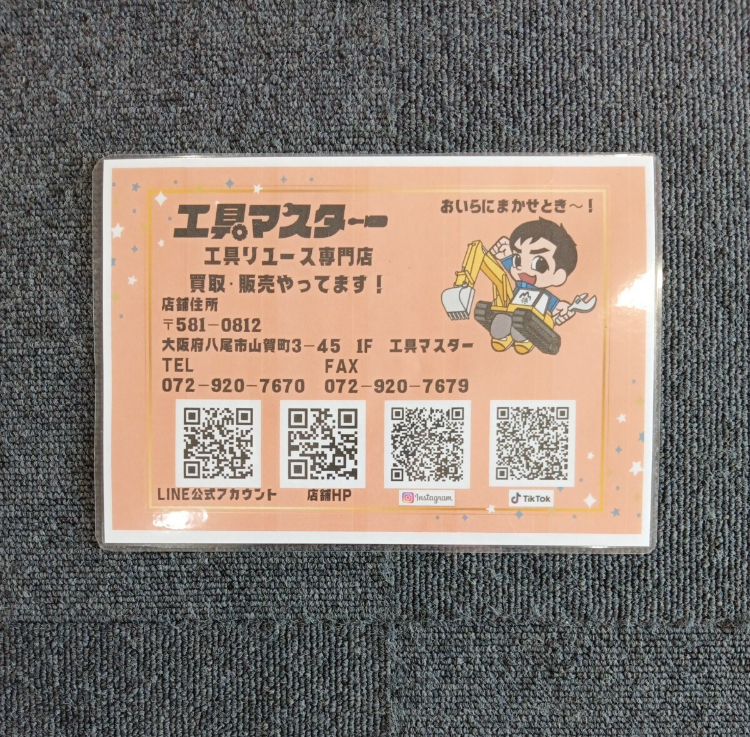 工具マスター
おいらにまかせとき〜！
工具リユース専門店
買取・販売やってます！
店舗住所
〒581-0812
大阪府八尾市山賀町3-45 1F 工具マスター
TEL FAX
072-920-7670 072-920-7679
LINE公式アカウント 店舗HP Instagram TikTok